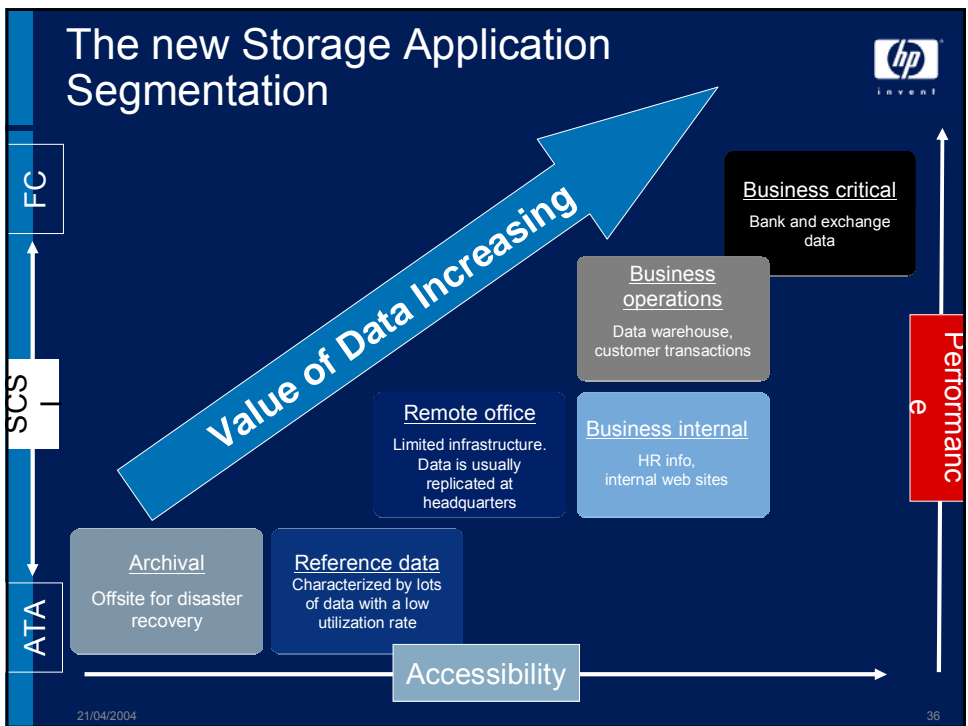 The new Storage Application
Segmentation
hp
invent
FC
SCS
I
ATA
Value of Data Increasing
Business critical
Bank and exchange
data
Business
operations
Data warehouse,
customer transactions
Remote office
Limited infrastructure.
Data is usually
replicated at
headquarters
Business internal
HR info,
internal web sites
Archival
Offsite for disaster
recovery
Reference data
Characterized by lots
of data with a low
utilization rate
Performanc
e
Accessibility
21/04/2004
36